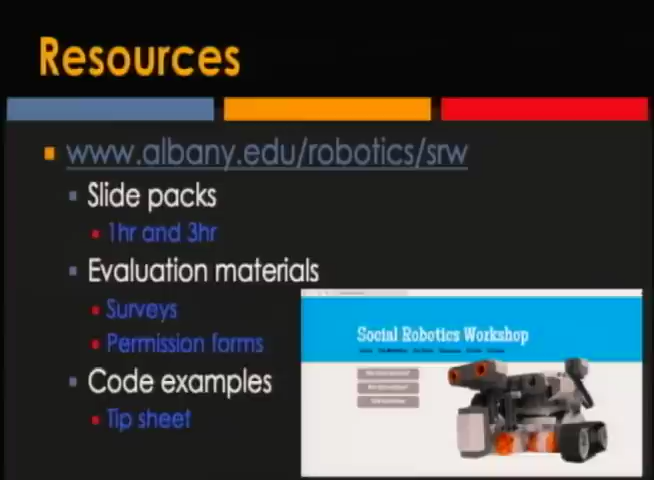 Resources
www.albany.edu/robotics/srw
Slide packs
1hr and 3hr
Evaluation materials
Surveys
Permission forms
Code examples
Tip sheet
Social Robotics Workshop